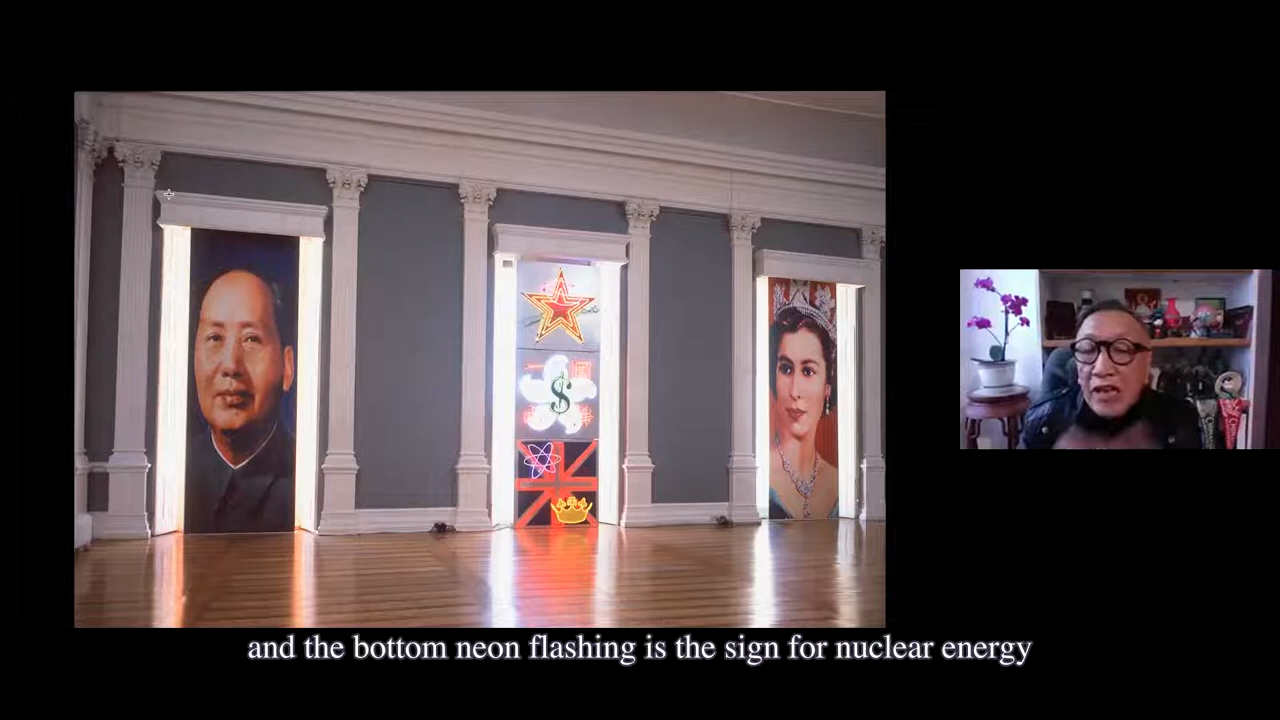 $
and the bottom neon flashing is the sign for nuclear energy